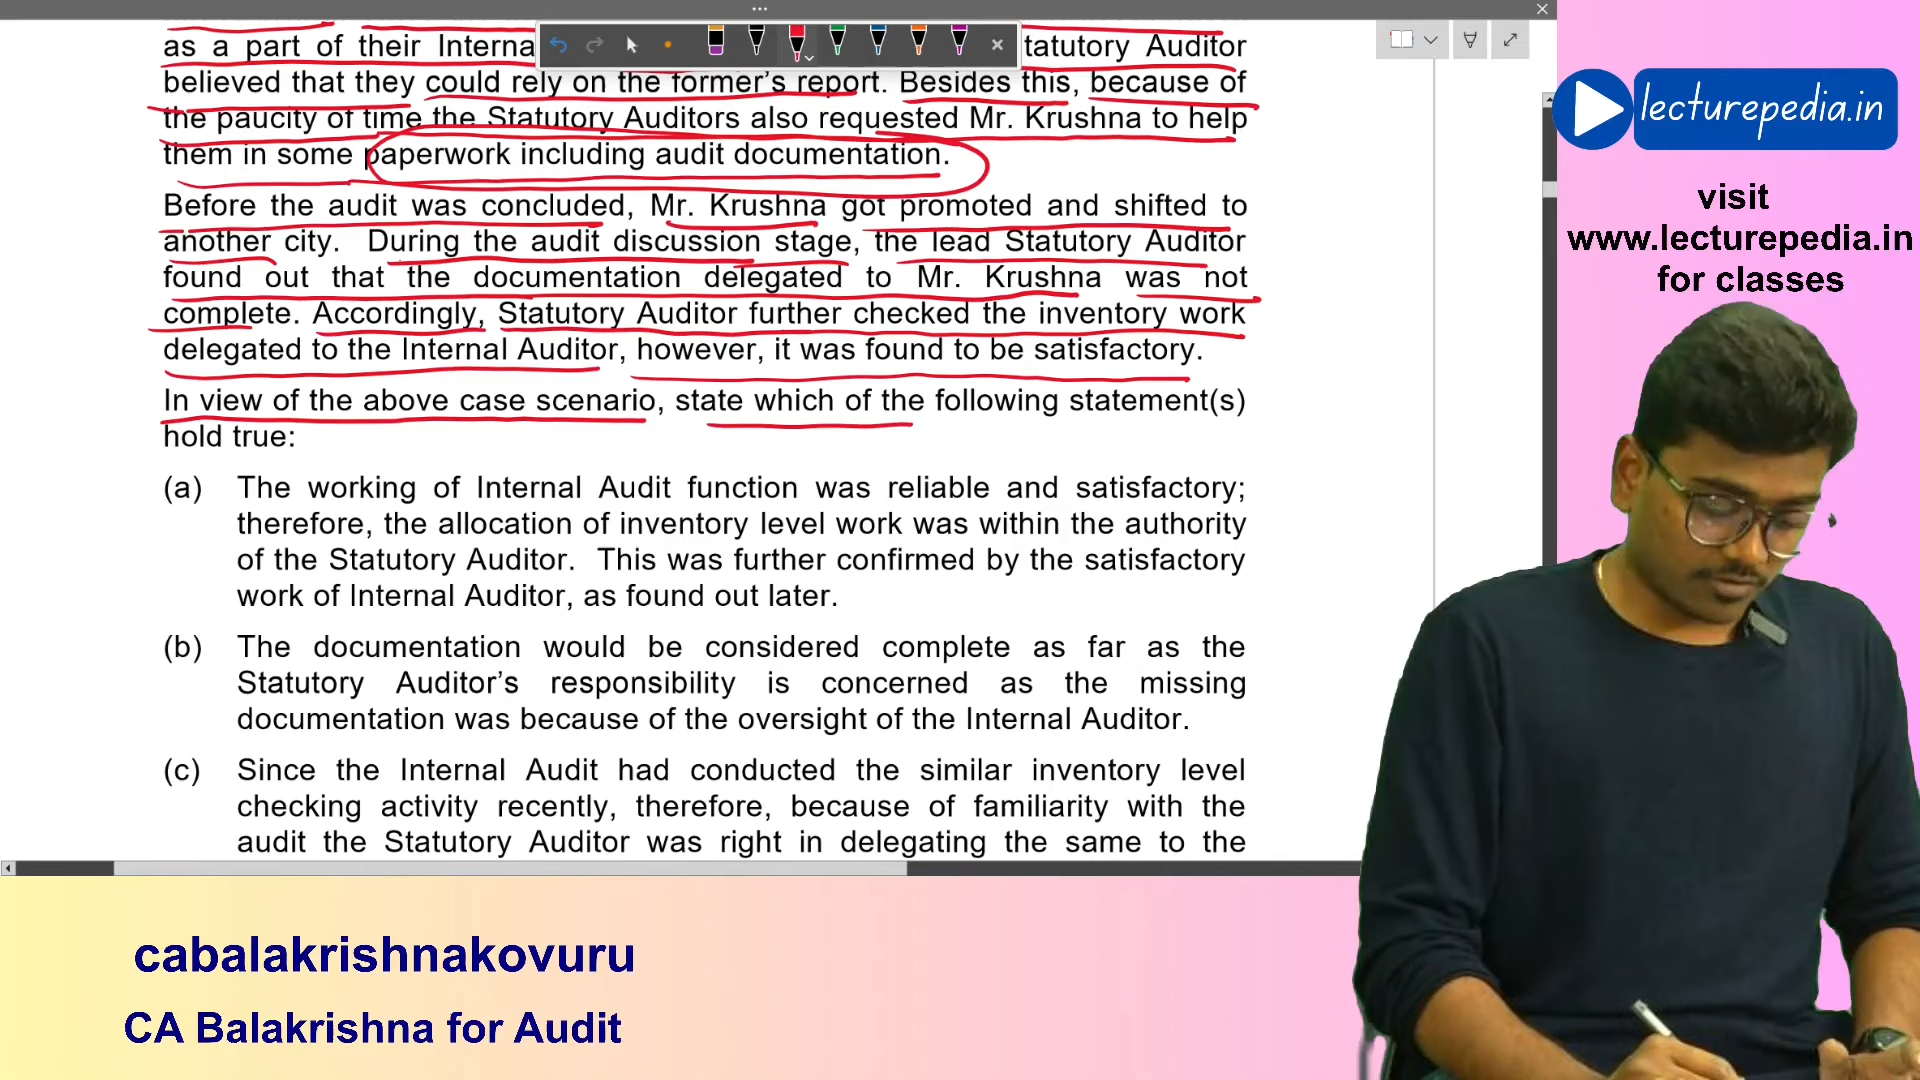 as a part of their Interna tatutory Auditor
believed that they could rely on the former's report. Besides this, because of
the paucity of time the Statutory Auditors also requested Mr. Krushna to help
them in some paperwork including audit documentation.
Before the audit was concluded, Mr. Krushna got promoted and shifted to
another city. During the audit discussion stage, the lead Statutory Auditor
found out that the documentation delegated to Mr. Krushna was not
complete. Accordingly, Statutory Auditor further checked the inventory work
delegated to the Internal Auditor, however, it was found to be satisfactory.
In view of the above case scenario, state which of the following statement(s)
hold true:
(a) The working of Internal Audit function was reliable and satisfactory;
therefore, the allocation of inventory level work was within the authority
of the Statutory Auditor. This was further confirmed by the satisfactory
work of Internal Auditor, as found out later.
(b) The documentation would be considered complete as far as the
Statutory Auditor's responsibility is concerned as the missing
documentation was because of the oversight of the Internal Auditor.
(c) Since the Internal Audit had conducted the similar inventory level
checking activity recently, therefore, because of familiarity with the
audit the Statutory Auditor was right in delegating the same to the
lecturepedia.in
visit
www.lecturepedia.in
for classes
cabalakrishnakovuru
CA Balakrishna for Audit